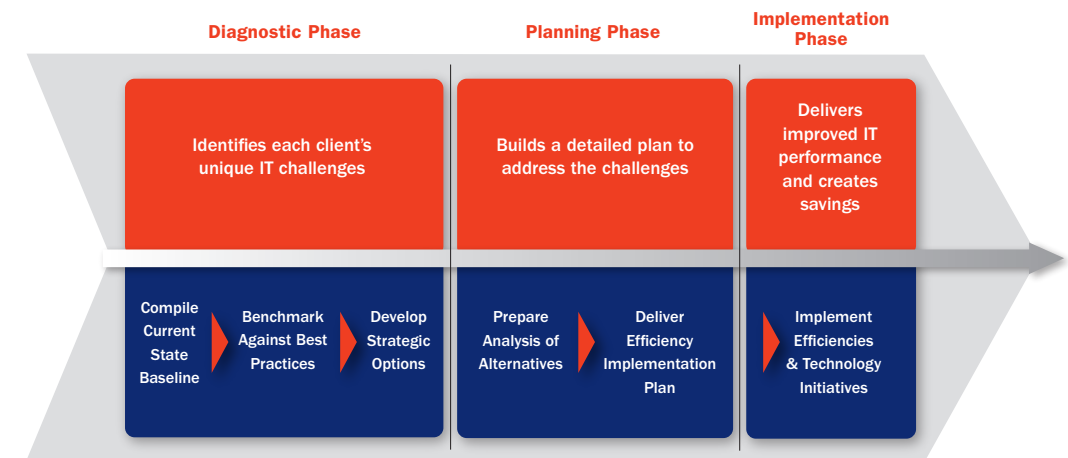 Diagnostic Phase
Planning Phase
Implementation
Phase
Identifies each client's
unique IT challenges
Builds a detailed plan to
address the challenges
Delivers
improved IT
performance
and creates
savings
Compile
Current
State
Baseline
Benchmark
Against Best
Practices
Develop
Strategic
Options
Prepare
Analysis of
Alternatives
Deliver
Efficiency
Implementation
Plan
Implement
Efficiencies
& Technology
Initiatives